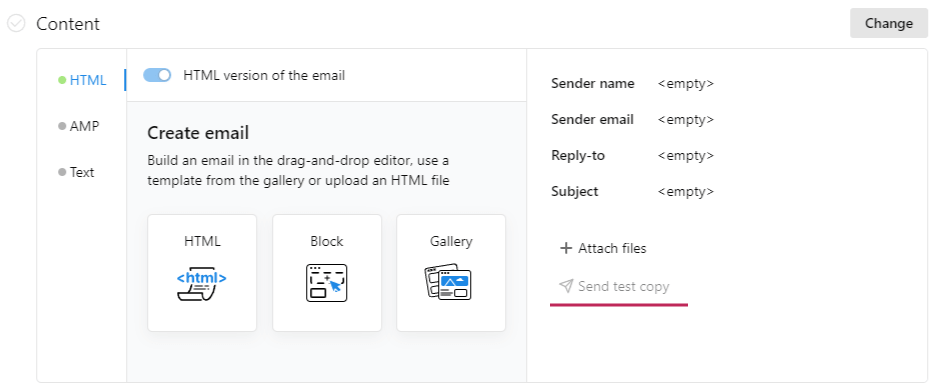 Content
Change
HTML
AMP
Text
HTML version of the email
Create email
Build an email in the drag-and-drop editor, use a
template from the gallery or upload an HTML file
HTML
<html>
Block
Gallery
Sender name <empty>
Sender email <empty>
Reply-to <empty>
Subject <empty>
Attach files
Send test copy